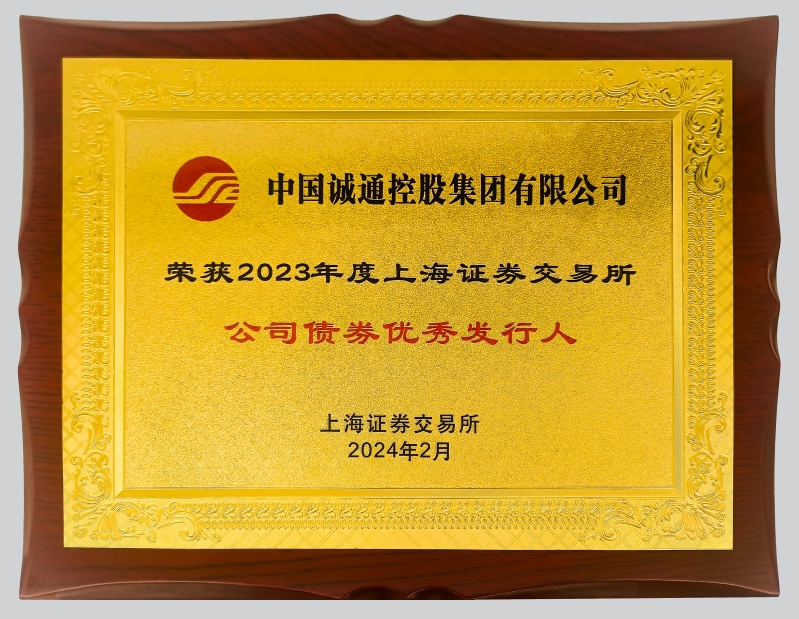 中国诚通控股集团有限公司
荣获2023年度上海证券交易所
公司债券优秀发行人
上海证券交易所
2024年2月